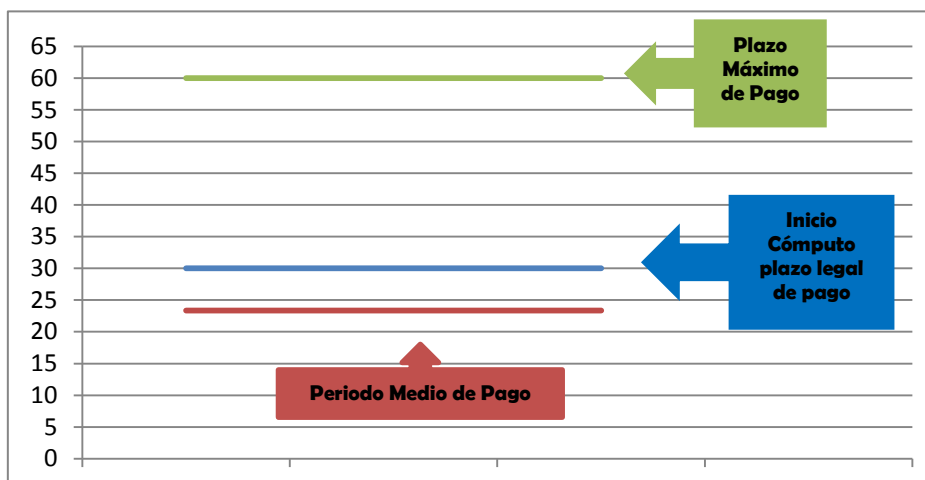 65
60
55
50
45
40
35
30
25
20
15
10
5
0
Plazo
Máximo
de Pago
Inicio
Cómputo
plazo legal
de pago
Periodo Medio de Pago